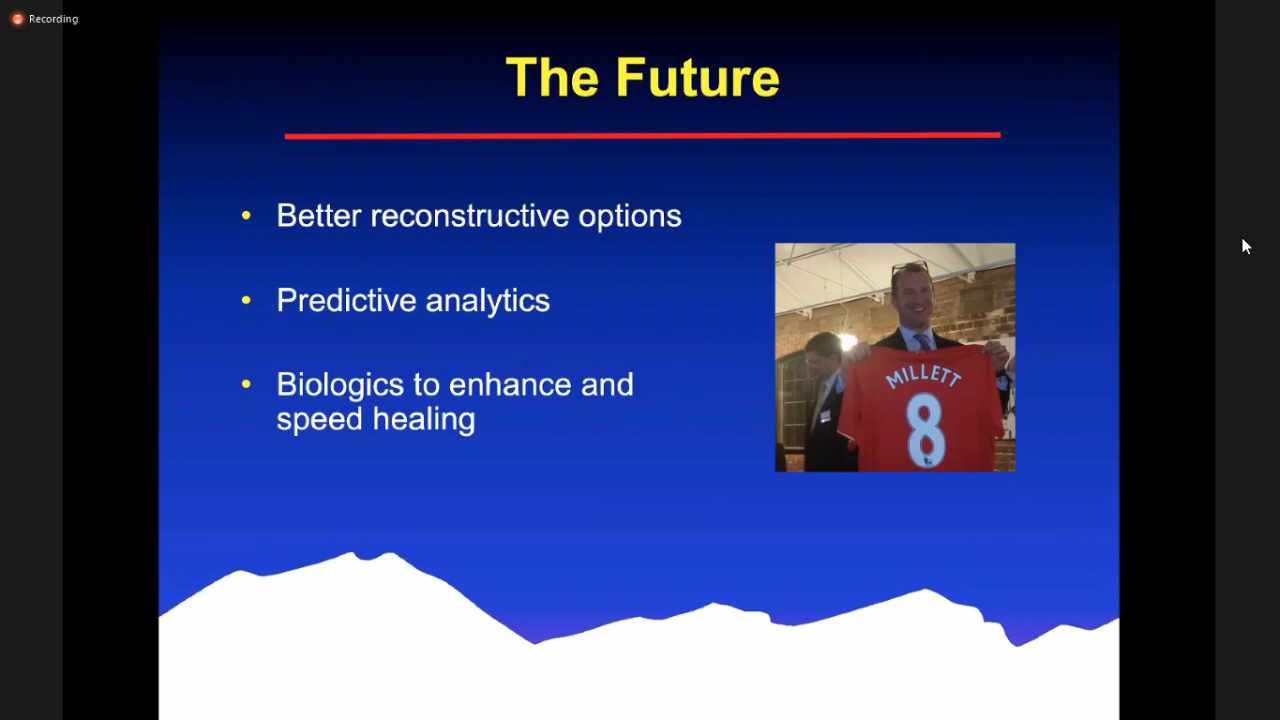 Recording
The Future
• Better reconstructive options
• Predictive analytics
• Biologics to enhance and
speed healing
MILLETT
8